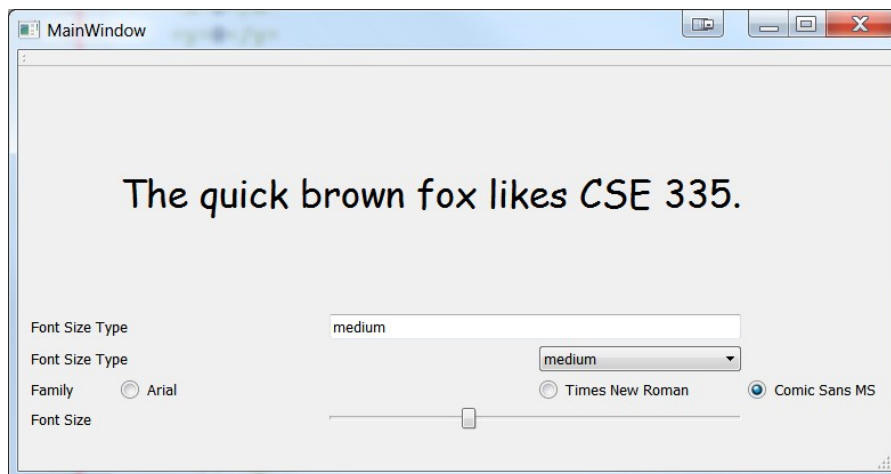 MainWindow
The quick brown fox likes CSE 335.
Font Size Type medium
Font Size Type medium
Family Arial Times New Roman Comic Sans MS
Font Size